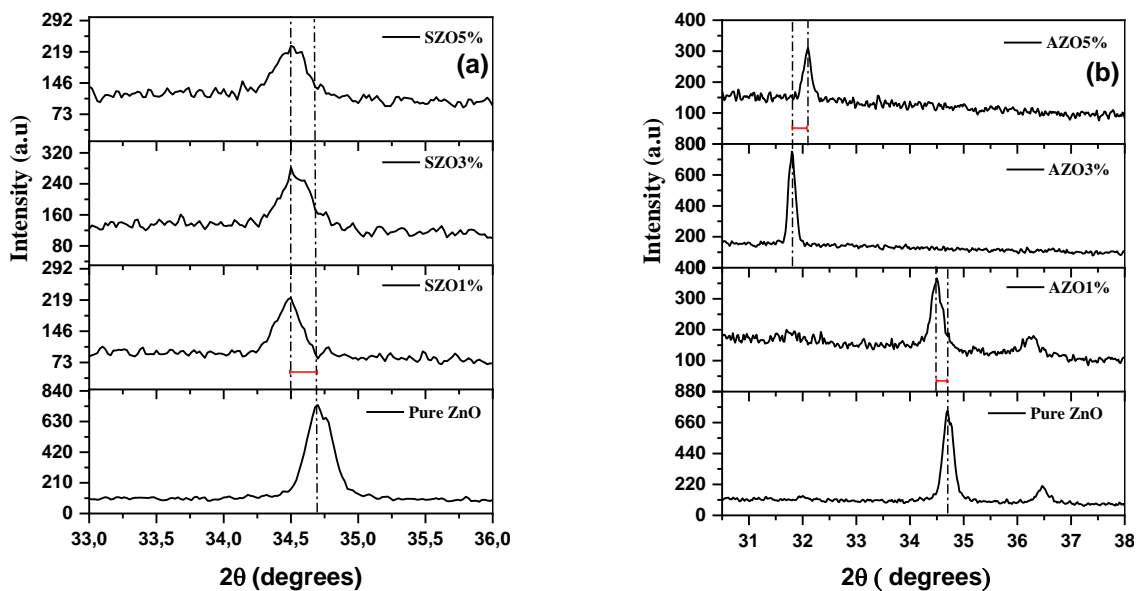 Intensity (a.u)
292
219
146
73
SZO5%
(a)
320
240
160
80
SZO3%
292
219
146
73
SZO1%
840
630
420
210
0
Pure ZnO
33,0 33,5 34,0 34,5 35,0 35,5 36,0
2θ (degrees)
Intensity (a.u)
400
300
200
100
0
AZO5%
(b)
800
600
400
200
0
AZO3%
400
300
200
100
0
AZO1%
880
660
440
220
0
Pure ZnO
31 32 33 34 35 36 37 38
2θ ( degrees)